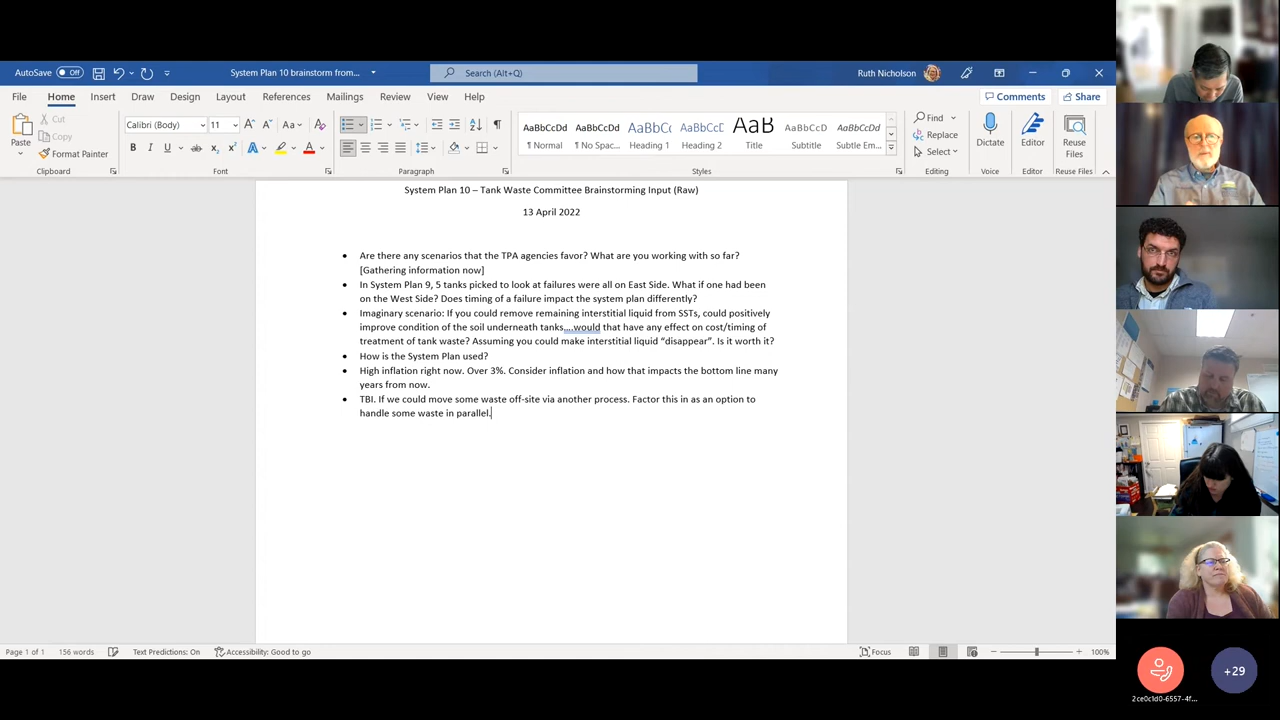 AutoSave Off System Plan 10 brainstorm from... Search (Alt+Q) Ruth Nicholson
File Home Insert Draw Design Layout References Mailings Review View Help Comments Share
Paste Cut Copy Format Painter
Calibri (Body) 11 Aa
B I U
AaBbCcDd AaBbCcDd AaBbCc AaBbCcD AaB AaBbCcD AaBbCcDd
¶ Normal ¶ No Spac... Heading 1 Heading 2 Title Subtitle Subtle Em...
Find Replace Select
Dictate Editor Reuse Files
Clipboard Font Paragraph Styles Editing Voice Editor Reuse Files
System Plan 10 – Tank Waste Committee Brainstorming Input (Raw)
13 April 2022
• Are there any scenarios that the TPA agencies favor? What are you working with so far?
[Gathering information now]
• In System Plan 9, 5 tanks picked to look at failures were all on East Side. What if one had been
on the West Side? Does timing of a failure impact the system plan differently?
• Imaginary scenario: If you could remove remaining interstitial liquid from SSTs, could positively
improve condition of the soil underneath tanks….would that have any effect on cost/timing of
treatment of tank waste? Assuming you could make interstitial liquid “disappear”. Is it worth it?
• How is the System Plan used?
• High inflation right now. Over 3%. Consider inflation and how that impacts the bottom line many
years from now.
• TBI. If we could move some waste off-site via another process. Factor this in as an option to
handle some waste in parallel.
Page 1 of 1 156 words Text Predictions: On Accessibility: Good to go Focus 100%
+29
2ce0c1d0-6557-4f...